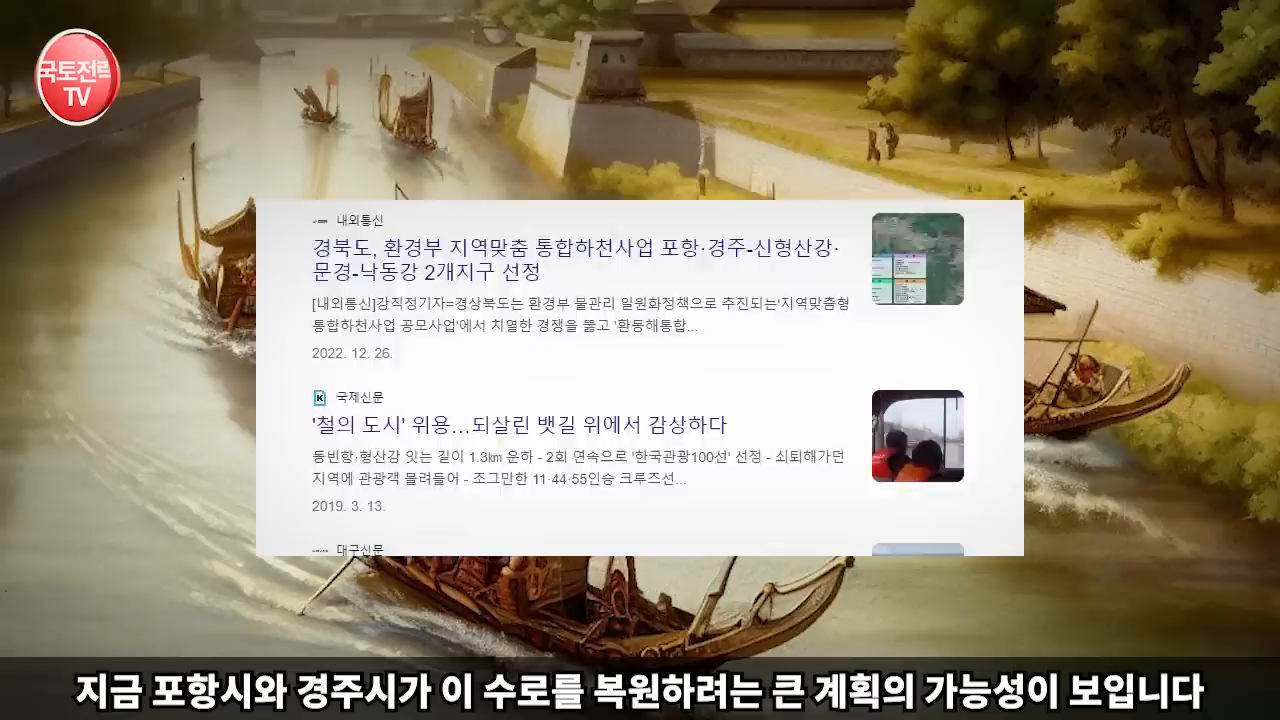 국토전략
TV
내외통신
경북도, 환경부 지역맞춤 통합하천사업 포항·경주-신형산강·
문경-낙동강 2개지구 선정
[내외통신]강직정기자=경상북도는 환경부 물관리 일원화정책으로 추진되는'지역맞춤형
통합하천사업 공모사업'에서 치열한 경쟁을 뚫고 '환동해통합...
2022. 12. 26.
국제신문
'철의 도시' 위용…되살린 뱃길 위에서 감상하다
동빈항·형산강 잇는 길이 1.3㎞ 운하 - 2회 연속으로 '한국관광100선' 선정 - 쇠퇴해가던
지역에 관광객 몰려들어 - 조그만한 11·44·55인승 크루즈선...
2019. 3. 13.
대구신문
지금 포항시와 경주시가 이 수로를 복원하려는 큰 계획의 가능성이 보입니다